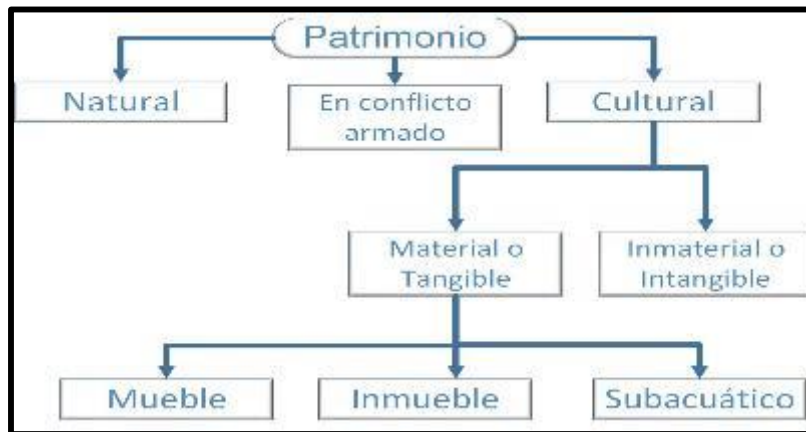 Patrimonio
Natural
En conflicto
armado
Cultural
Material o
Tangible
Inmaterial o
Intangible
Mueble
Inmueble
Subacuático